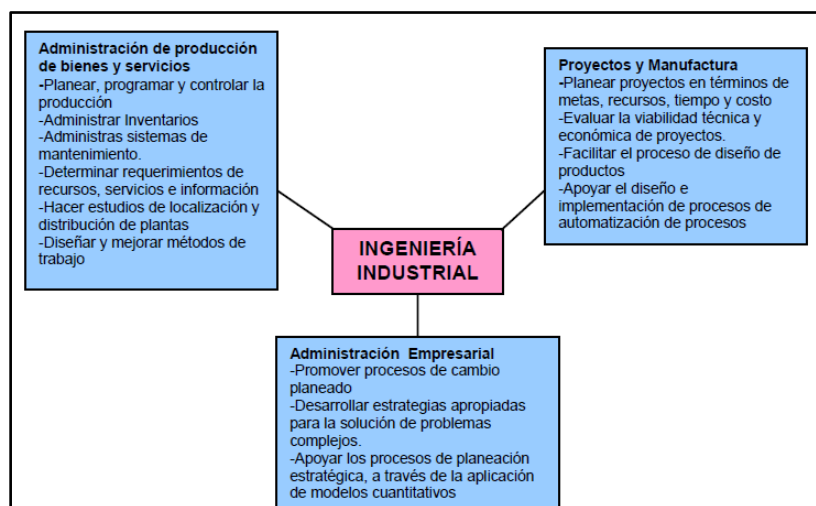 Administración de producción
de bienes y servicios
-Planear, programar y controlar la
producción
-Administrar Inventarios
-Administras sistemas de
mantenimiento.
-Determinar requerimientos de
recursos, servicios e información
-Hacer estudios de localización y
distribución de plantas
-Diseñar y mejorar métodos de
trabajo
Proyectos y Manufactura
-Planear proyectos en términos de
metas, recursos, tiempo y costo
-Evaluar la viabilidad técnica y
económica de proyectos.
-Facilitar el proceso de diseño de
productos
-Apoyar el diseño e
implementación de procesos de
automatización de procesos
INGENIERÍA
INDUSTRIAL
Administración Empresarial
-Promover procesos de cambio
planeado
-Desarrollar estrategias apropiadas
para la solución de problemas
complejos.
-Apoyar los procesos de planeación
estratégica, a través de la aplicación
de modelos cuantitativos